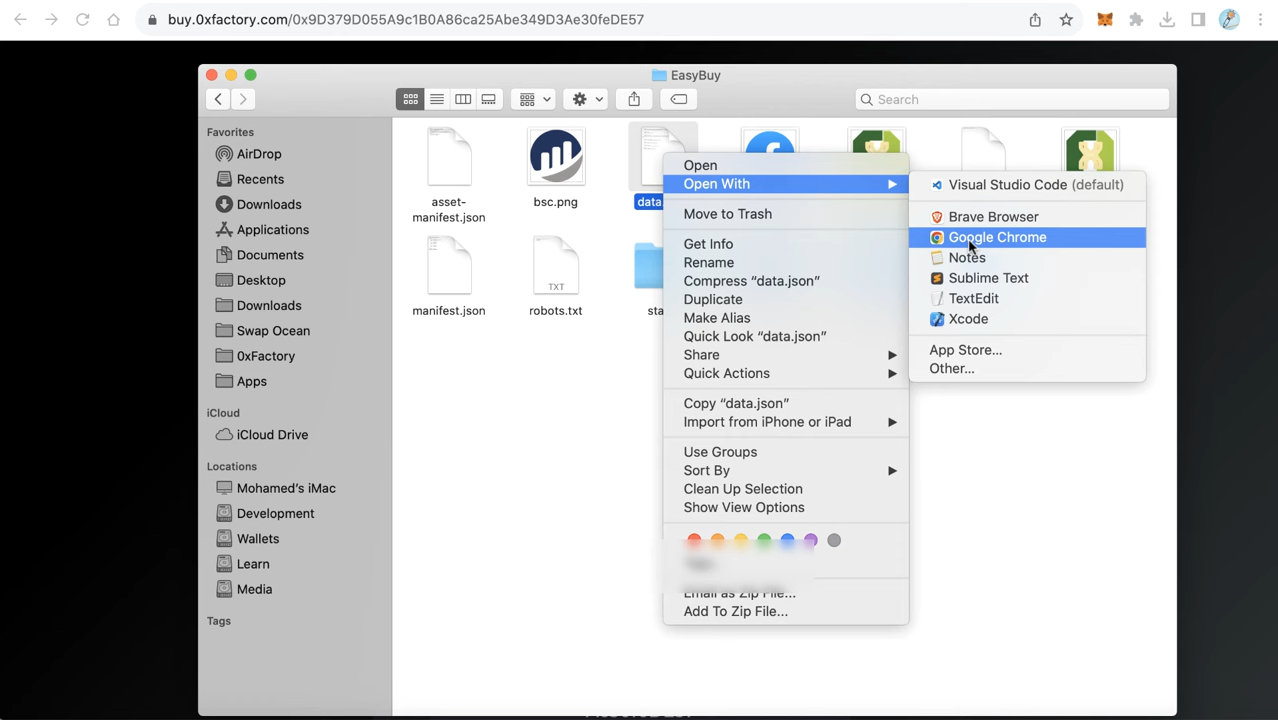 buy.0xfactory.com/0x9D379D055A9c1B0A86ca25Abe349D3Ae30feDE57
EasyBuy
Search
Favorites
AirDrop
Recents
Downloads
Applications
Documents
Desktop
Downloads
Swap Ocean
0xFactory
Apps
iCloud
iCloud Drive
Locations
Mohamed's iMac
Development
Wallets
Learn
Media
Tags
asset-
manifest.json
bsc.png
data.
manifest.json
TXT
robots.txt
sta
Open
Open With
Move to Trash
Get Info
Rename
Compress “data.json”
Duplicate
Make Alias
Quick Look “data.json”
Share
Quick Actions
Copy “data.json”
Import from iPhone or iPad
Use Groups
Sort By
Clean Up Selection
Show View Options
Email as Zip File...
Add To Zip File...
Visual Studio Code (default)
Brave Browser
Google Chrome
Notes
Sublime Text
TextEdit
Xcode
App Store...
Other...